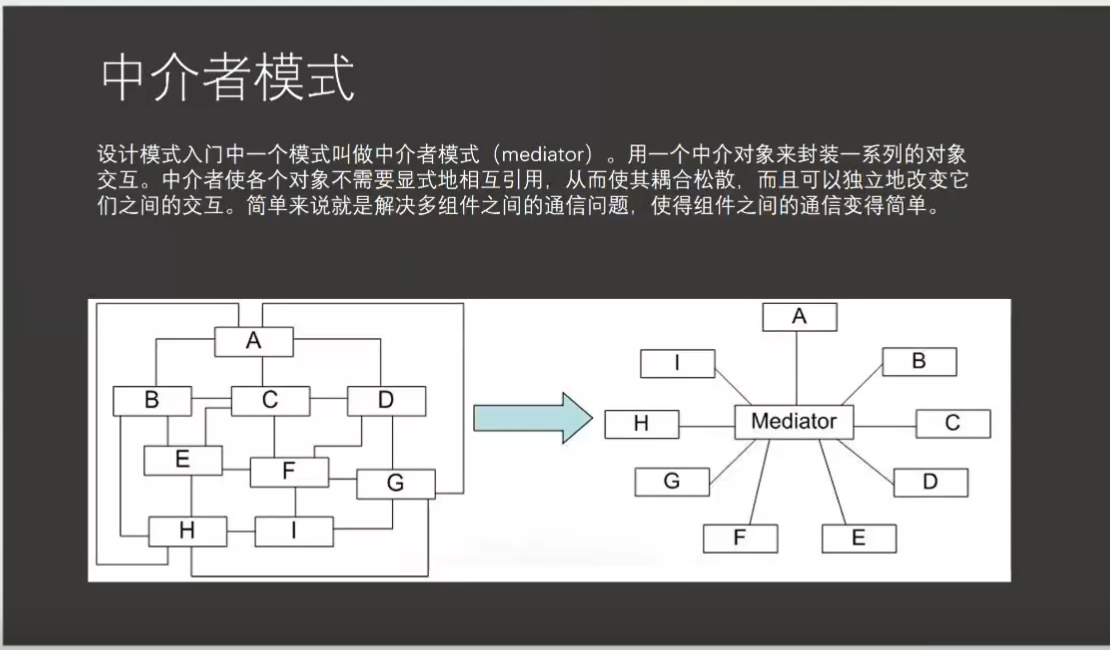 中介者模式
设计模式入门中一个模式叫做中介者模式（mediator）。用一个中介对象来封装一系列的对象
交互。中介者使各个对象不需要显式地相互引用，从而使其耦合松散，而且可以独立地改变它
们之间的交互。简单来说就是解决多组件之间的通信问题，使得组件之间的通信变得简单。
A
B
C
D
E
F
G
H
I
A
I
B
H
Mediator
C
G
D
F
E